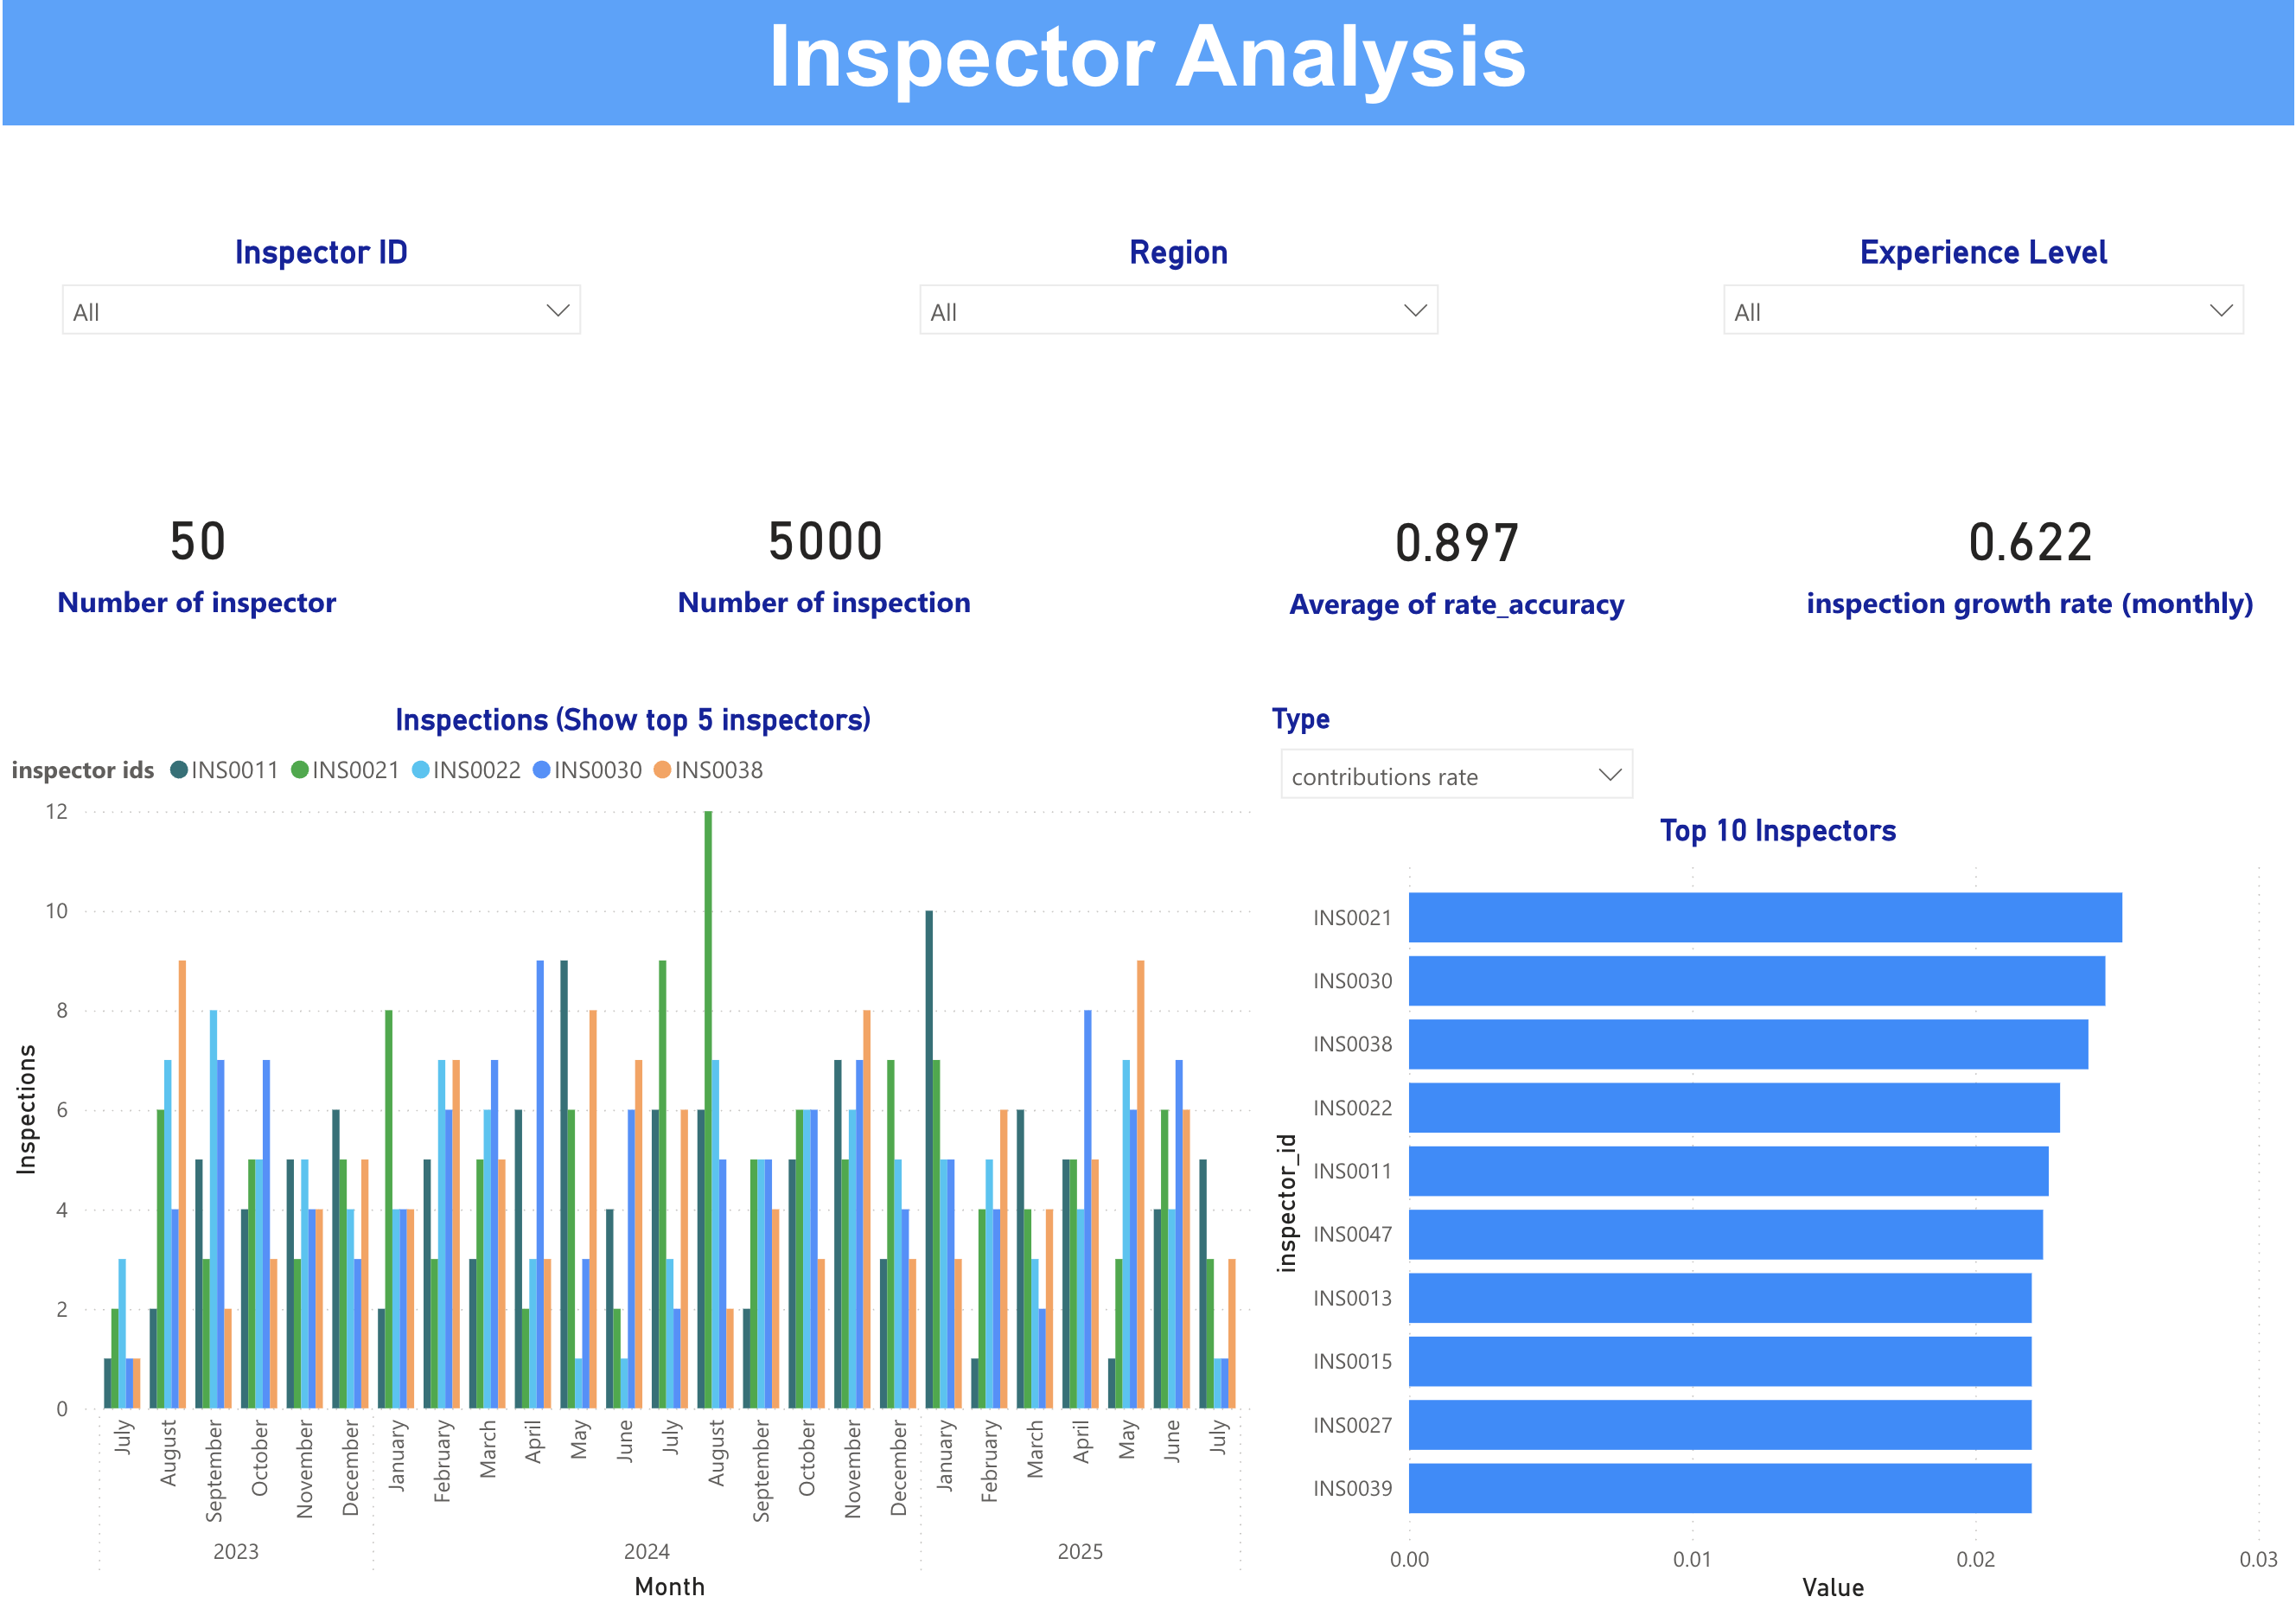 Inspector Analysis
Inspector ID
All
Region
All
Experience Level
All
50
Number of inspector
5000
Number of inspection
0.897
Average of rate_accuracy
0.622
inspection growth rate (monthly)
Inspections (Show top 5 inspectors)
inspector ids INS0011 INS0021 INS0022 INS0030 INS0038
12
10
8
6
4
2
0
Inspections
July August September October November December January February March April May June July August September October November December January February March April May June July
2023 2024 2025
Month
Type
contributions rate
Top 10 Inspectors
inspector_id
INS0021
INS0030
INS0038
INS0022
INS0011
INS0047
INS0013
INS0015
INS0027
INS0039
0.00 0.01 0.02 0.03
Value